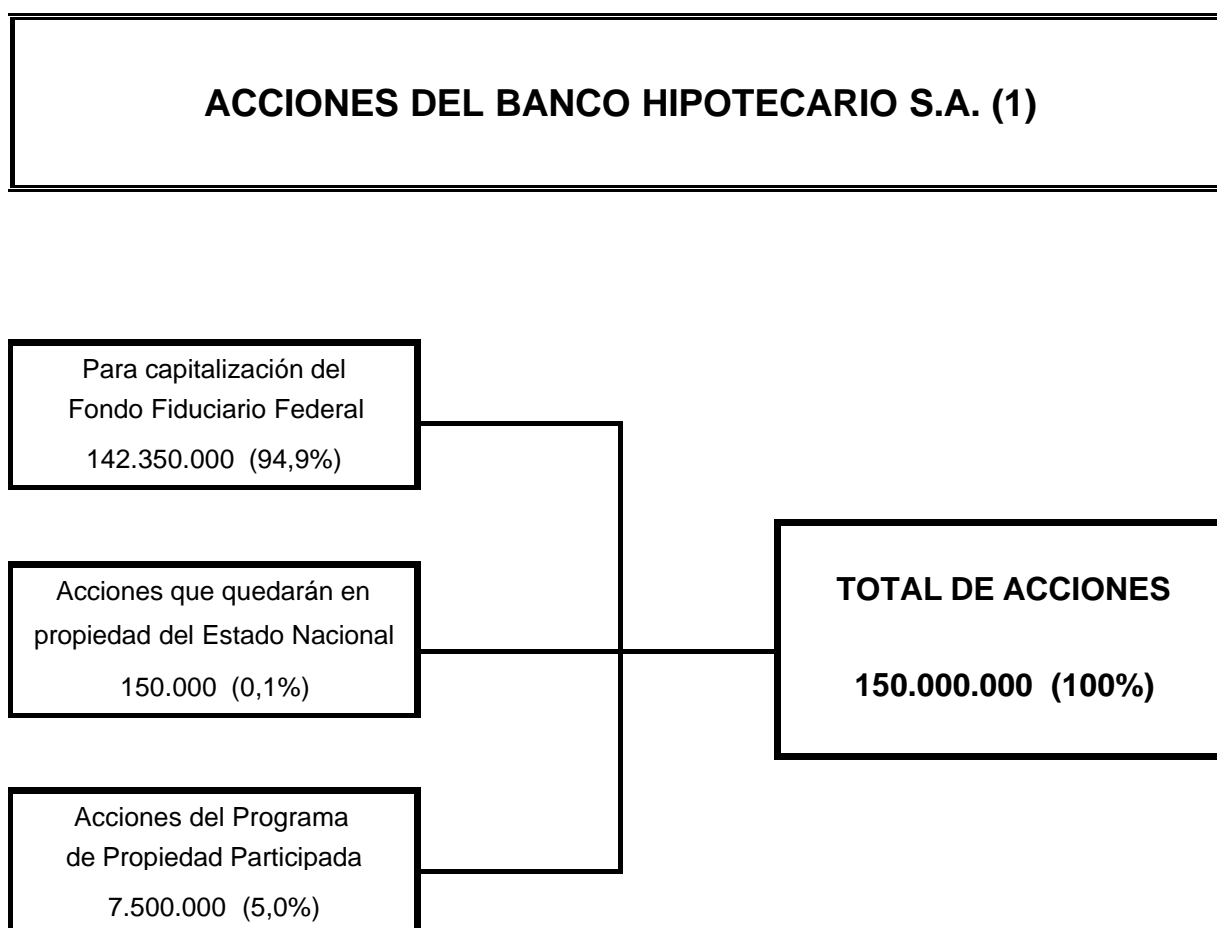 ACCIONES DEL BANCO HIPOTECARIO S.A. (1)
Para capitalización del
Fondo Fiduciario Federal
142.350.000 (94,9%)
Acciones que quedarán en
propiedad del Estado Nacional
150.000 (0,1%)
Acciones del Programa
de Propiedad Participada
7.500.000 (5,0%)
TOTAL DE ACCIONES
150.000.000 (100%)